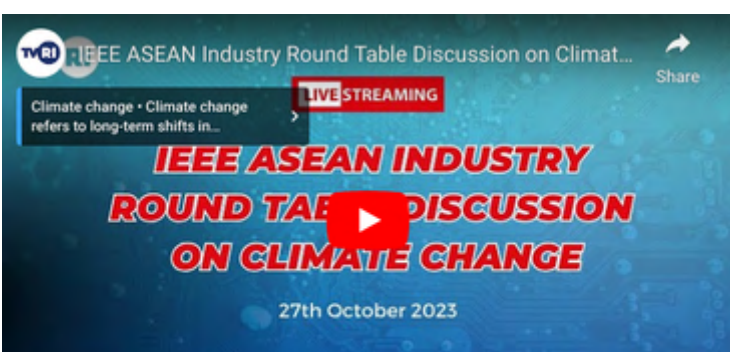 TVRI
IEEE ASEAN Industry Round Table Discussion on Climat...
Share
Climate change • Climate change
refers to long-term shifts in...
LIVE STREAMING
IEEE ASEAN INDUSTRY
ROUND TABLE DISCUSSION
ON CLIMATE CHANGE
27th October 2023